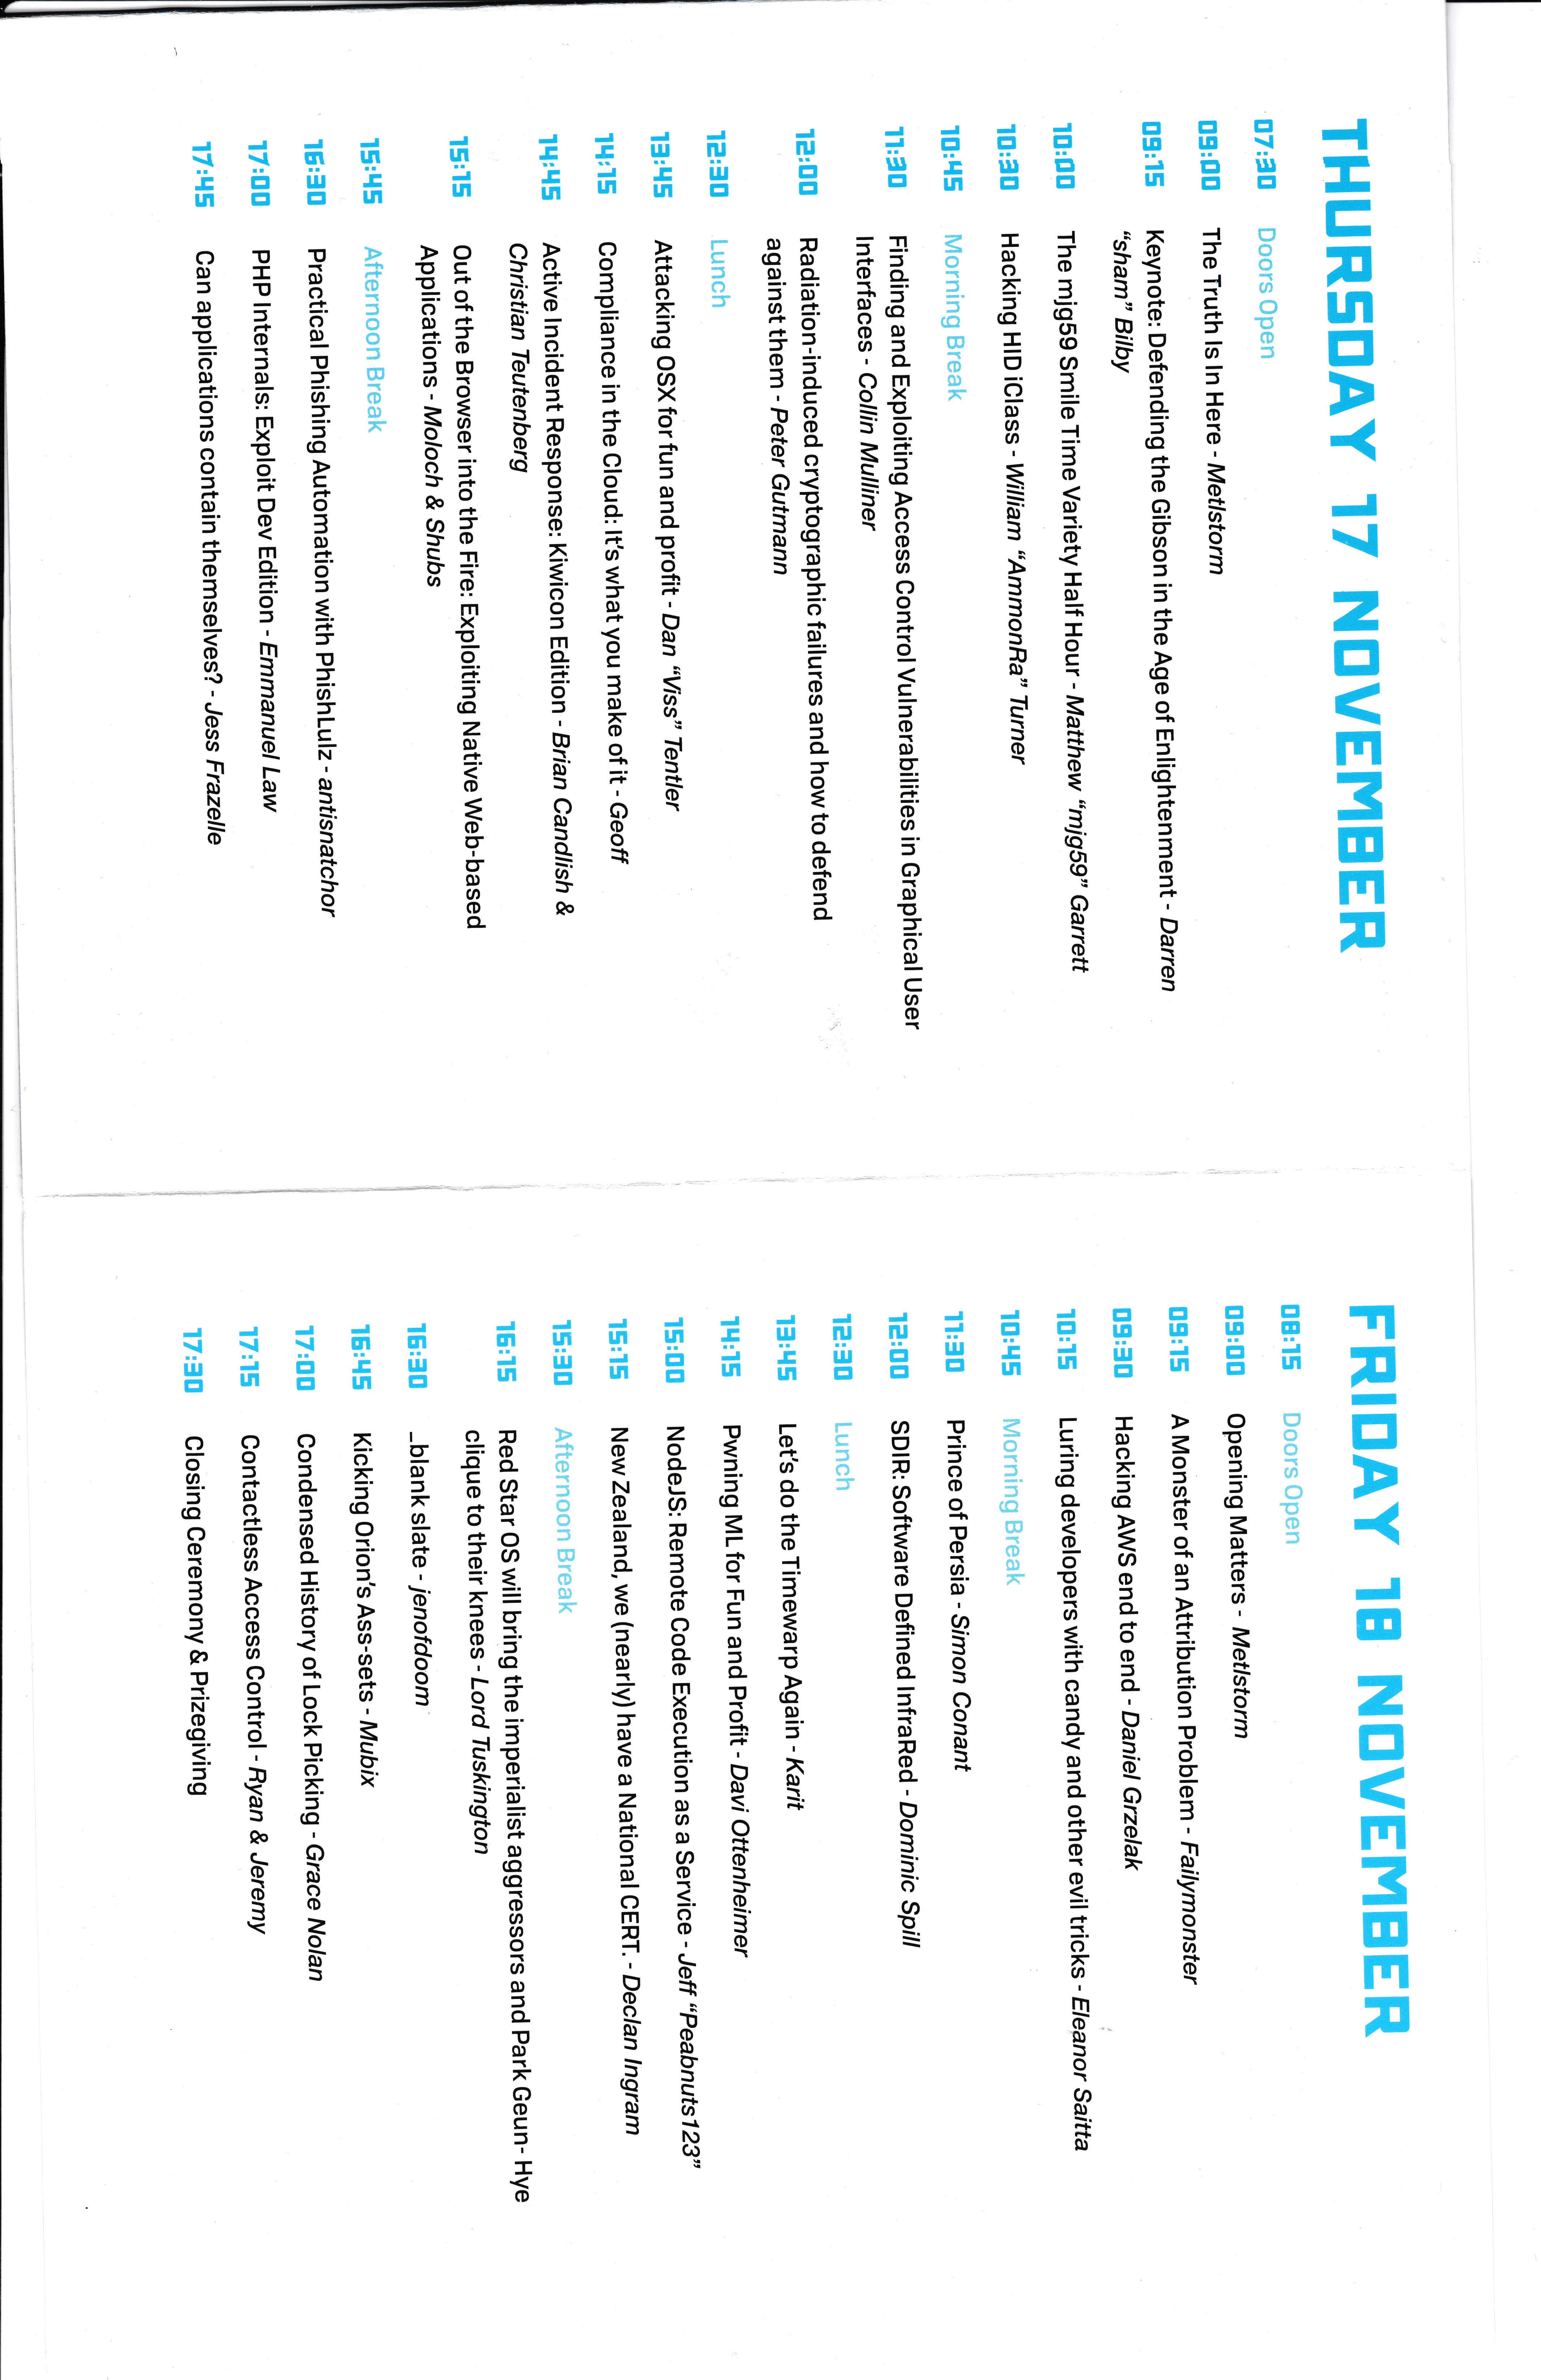 THURSDAY 17 NOVEMBER
07:30 Doors Open
09:00 The Truth Is In Here - Metlstorm
09:15 Keynote: Defending the Gibson in the Age of Enlightenment - Darren
“sham” Bilby
10:00 The mjg59 Smile Time Variety Half Hour - Matthew “mjg59” Garrett
10:30 Hacking HID iClass - William “AmmonRa” Turner
10:45 Morning Break
11:30 Finding and Exploiting Access Control Vulnerabilities in Graphical User
Interfaces - Collin Mulliner
12:00 Radiation-induced cryptographic failures and how to defend
against them - Peter Gutmann
12:30 Lunch
13:45 Attacking OSX for fun and profit - Dan “Viss” Tentler
14:15 Compliance in the Cloud: It’s what you make of it - Geoff
14:45 Active Incident Response: Kiwicon Edition - Brian Candlish &
Christian Teutenberg
15:15 Out of the Browser into the Fire: Exploiting Native Web-based
Applications - Moloch & Shubs
15:45 Afternoon Break
16:30 Practical Phishing Automation with PhishLulz - antisnatchor
17:00 PHP Internals: Exploit Dev Edition - Emmanuel Law
17:45 Can applications contain themselves? - Jess Frazelle
FRIDAY 18 NOVEMBER
08:15 Doors Open
09:00 Opening Matters - Metlstorm
09:15 A Monster of an Attribution Problem - Failymonster
09:30 Hacking AWS end to end - Daniel Grzelak
10:15 Luring developers with candy and other evil tricks - Eleanor Saitta
10:45 Morning Break
11:30 Prince of Persia - Simon Conant
12:00 SDIR: Software Defined InfraRed - Dominic Spill
12:30 Lunch
13:45 Let’s do the Timewarp Again - Karit
14:15 Pwning ML for Fun and Profit - Davi Ottenheimer
15:00 NodeJS: Remote Code Execution as a Service - Jeff “Peabnuts123”
15:15 New Zealand, we (nearly) have a National CERT. - Declan Ingram
15:30 Afternoon Break
16:15 Red Star OS will bring the imperialist aggressors and Park Geun- Hye
clique to their knees - Lord Tuskington
16:30 _blank slate - jenofdoom
16:45 Kicking Orion’s Ass-sets - Mubix
17:00 Condensed History of Lock Picking - Grace Nolan
17:15 Contactless Access Control - Ryan & Jeremy
17:30 Closing Ceremony & Prizegiving